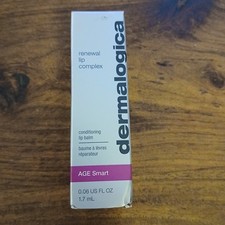 renewal
lip
complex
dermalogica
conditioning
lip balm
baume à lèvres
réparateur
AGE Smart
0.06 US FL OZ
1.7 mL